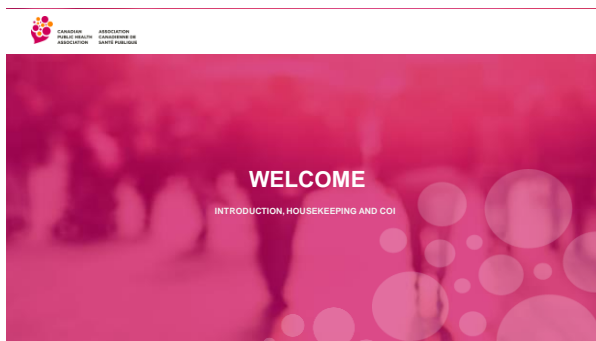 CANADIAN
PUBLIC HEALTH
ASSOCIATION
ASSOCIATION
CANADIENNE DE
SANTÉ PUBLIQUE
WELCOME
INTRODUCTION, HOUSEKEEPING AND COI